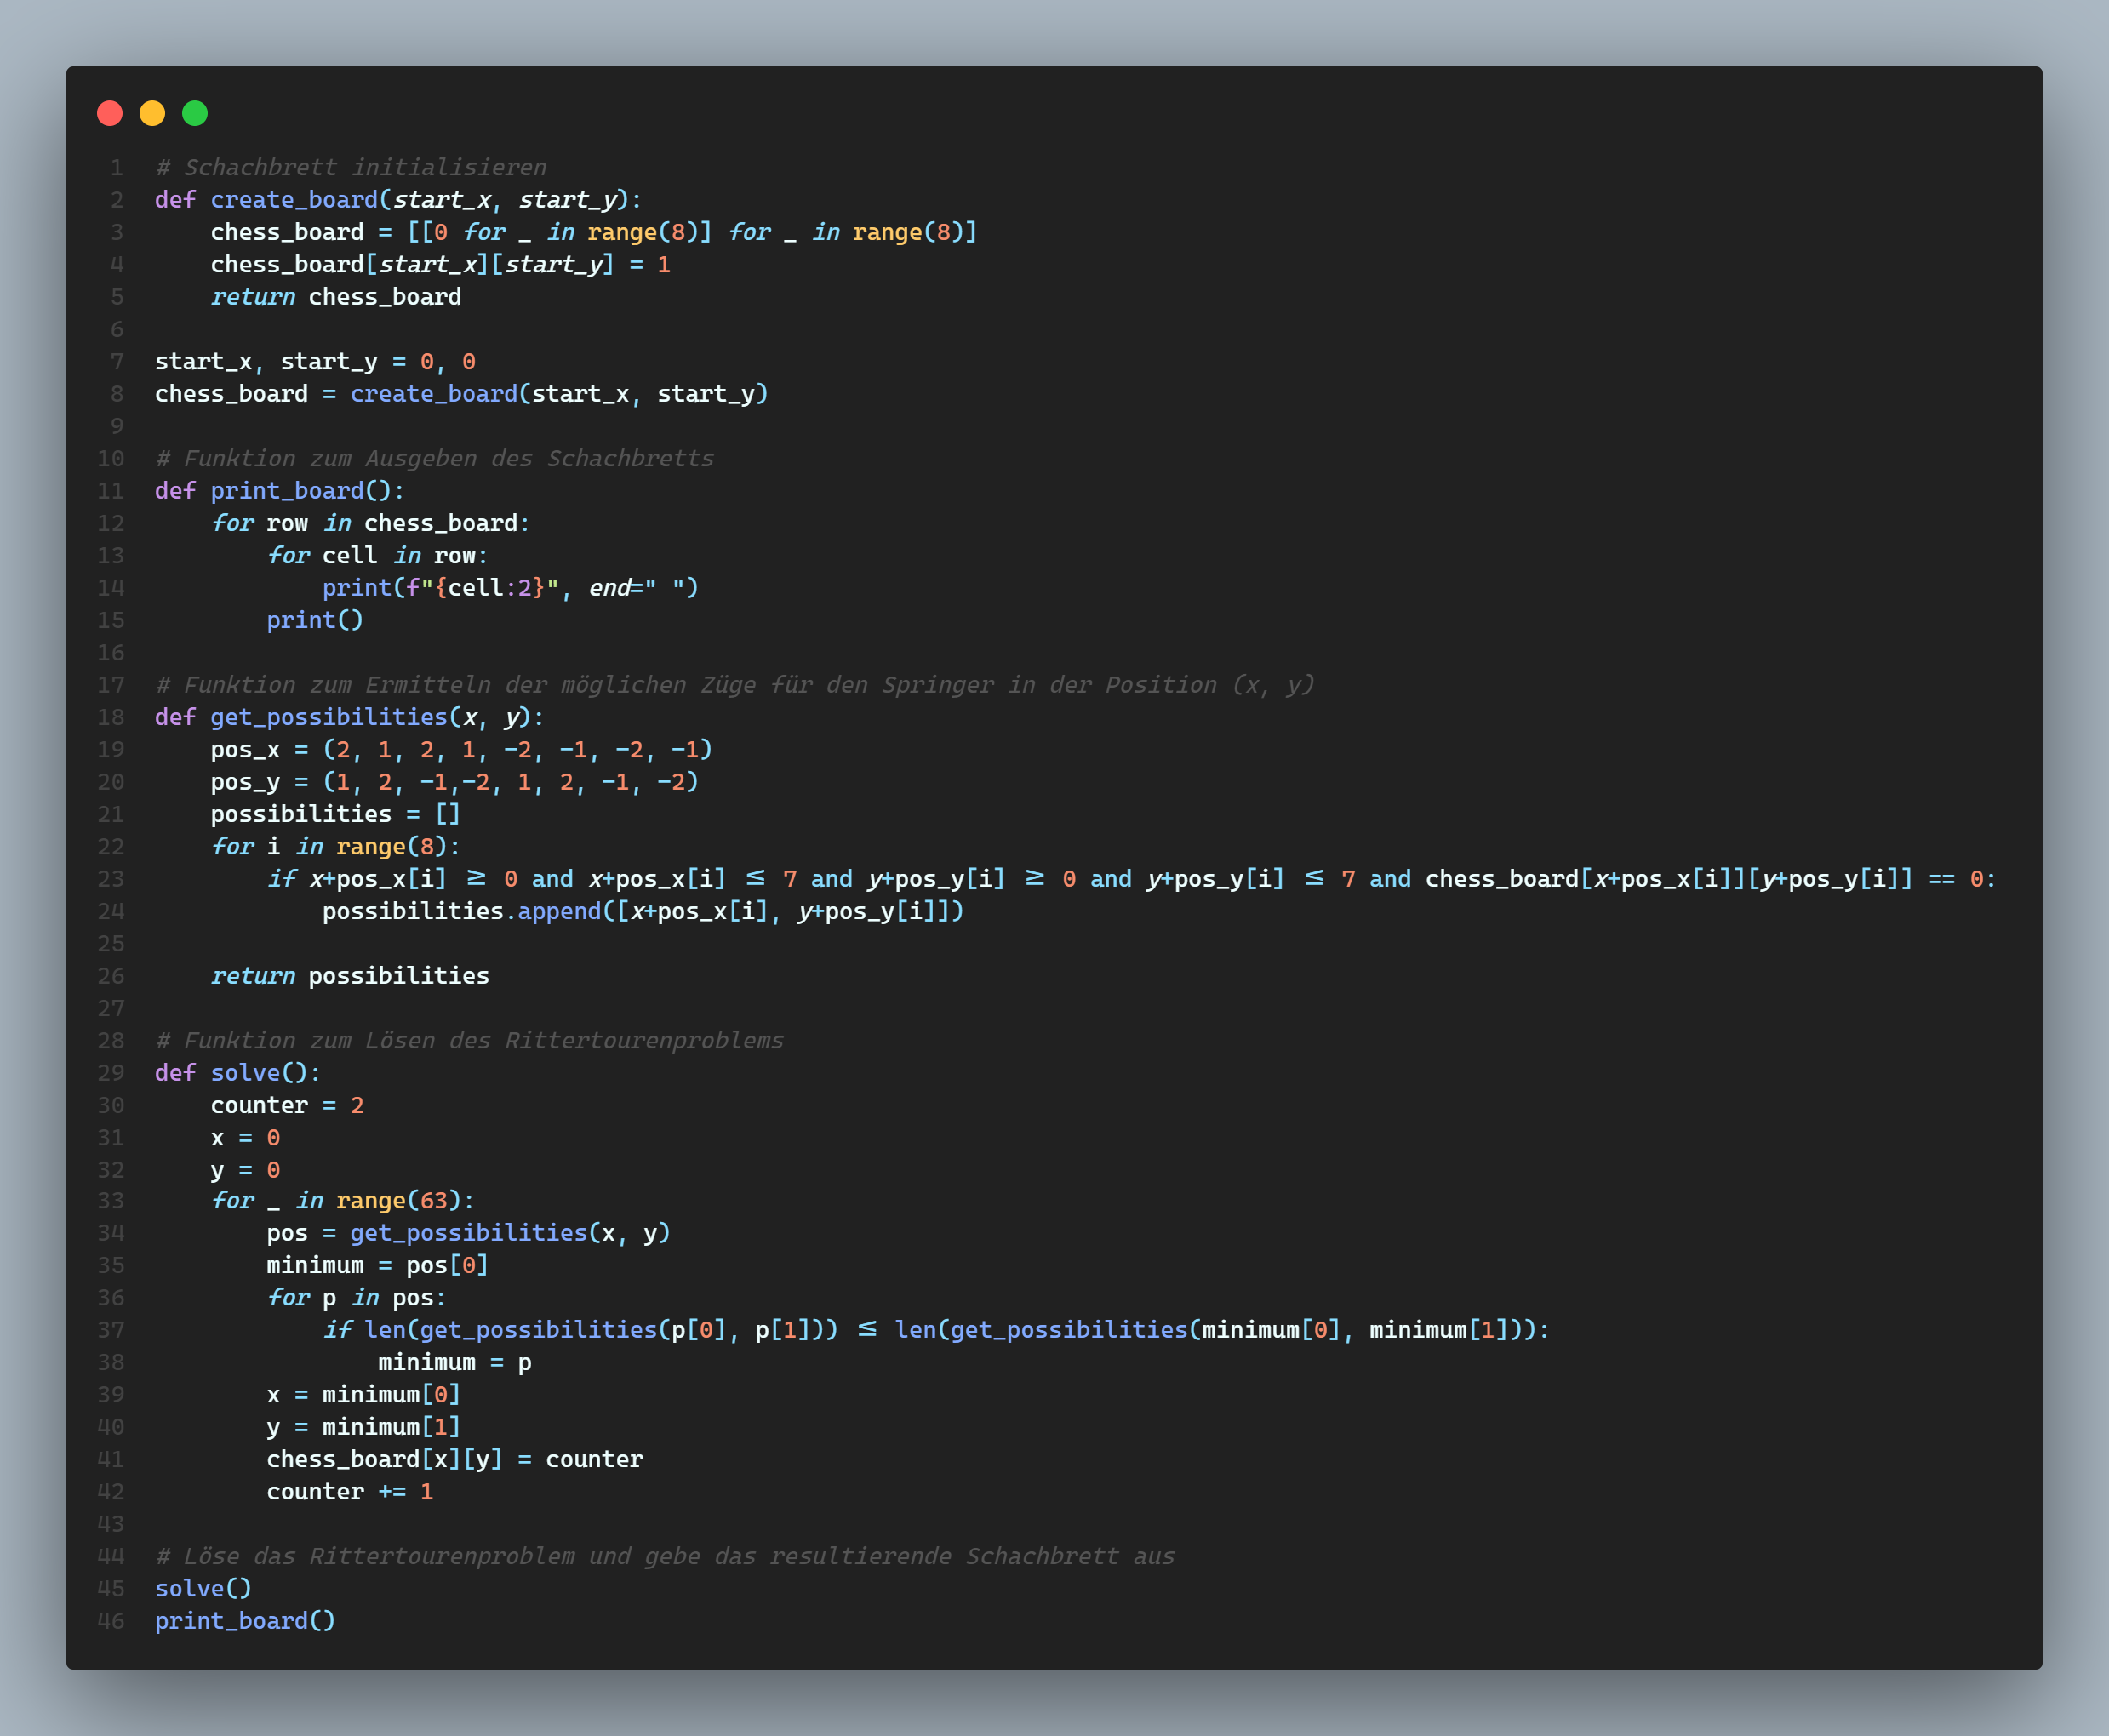 1 # Schachbrett initialisieren
2 def create_board(start_x, start_y):
3     chess_board = [[0 for _ in range(8)] for _ in range(8)]
4     chess_board[start_x][start_y] = 1
5     return chess_board
6
7 start_x, start_y = 0, 0
8 chess_board = create_board(start_x, start_y)
9
10 # Funktion zum Ausgeben des Schachbretts
11 def print_board():
12     for row in chess_board:
13         for cell in row:
14             print(f"{cell:2}", end=" ")
15         print()
16
17 # Funktion zum Ermitteln der möglichen Züge für den Springer in der Position (x, y)
18 def get_possibilities(x, y):
19     pos_x = (2, 1, 2, 1, -2, -1, -2, -1)
20     pos_y = (1, 2, -1,-2, 1, 2, -1, -2)
21     possibilities = []
22     for i in range(8):
23         if x+pos_x[i] ≥ 0 and x+pos_x[i] ≤ 7 and y+pos_y[i] ≥ 0 and y+pos_y[i] ≤ 7 and chess_board[x+pos_x[i]][y+pos_y[i]] == 0:
24             possibilities.append([x+pos_x[i], y+pos_y[i]])
25
26     return possibilities
27
28 # Funktion zum Lösen des Rittertourenproblems
29 def solve():
30     counter = 2
31     x = 0
32     y = 0
33     for _ in range(63):
34         pos = get_possibilities(x, y)
35         minimum = pos[0]
36         for p in pos:
37             if len(get_possibilities(p[0], p[1])) ≤ len(get_possibilities(minimum[0], minimum[1])):
38                 minimum = p
39         x = minimum[0]
40         y = minimum[1]
41         chess_board[x][y] = counter
42         counter += 1
43
44 # Löse das Rittertourenproblem und gebe das resultierende Schachbrett aus
45 solve()
46 print_board()